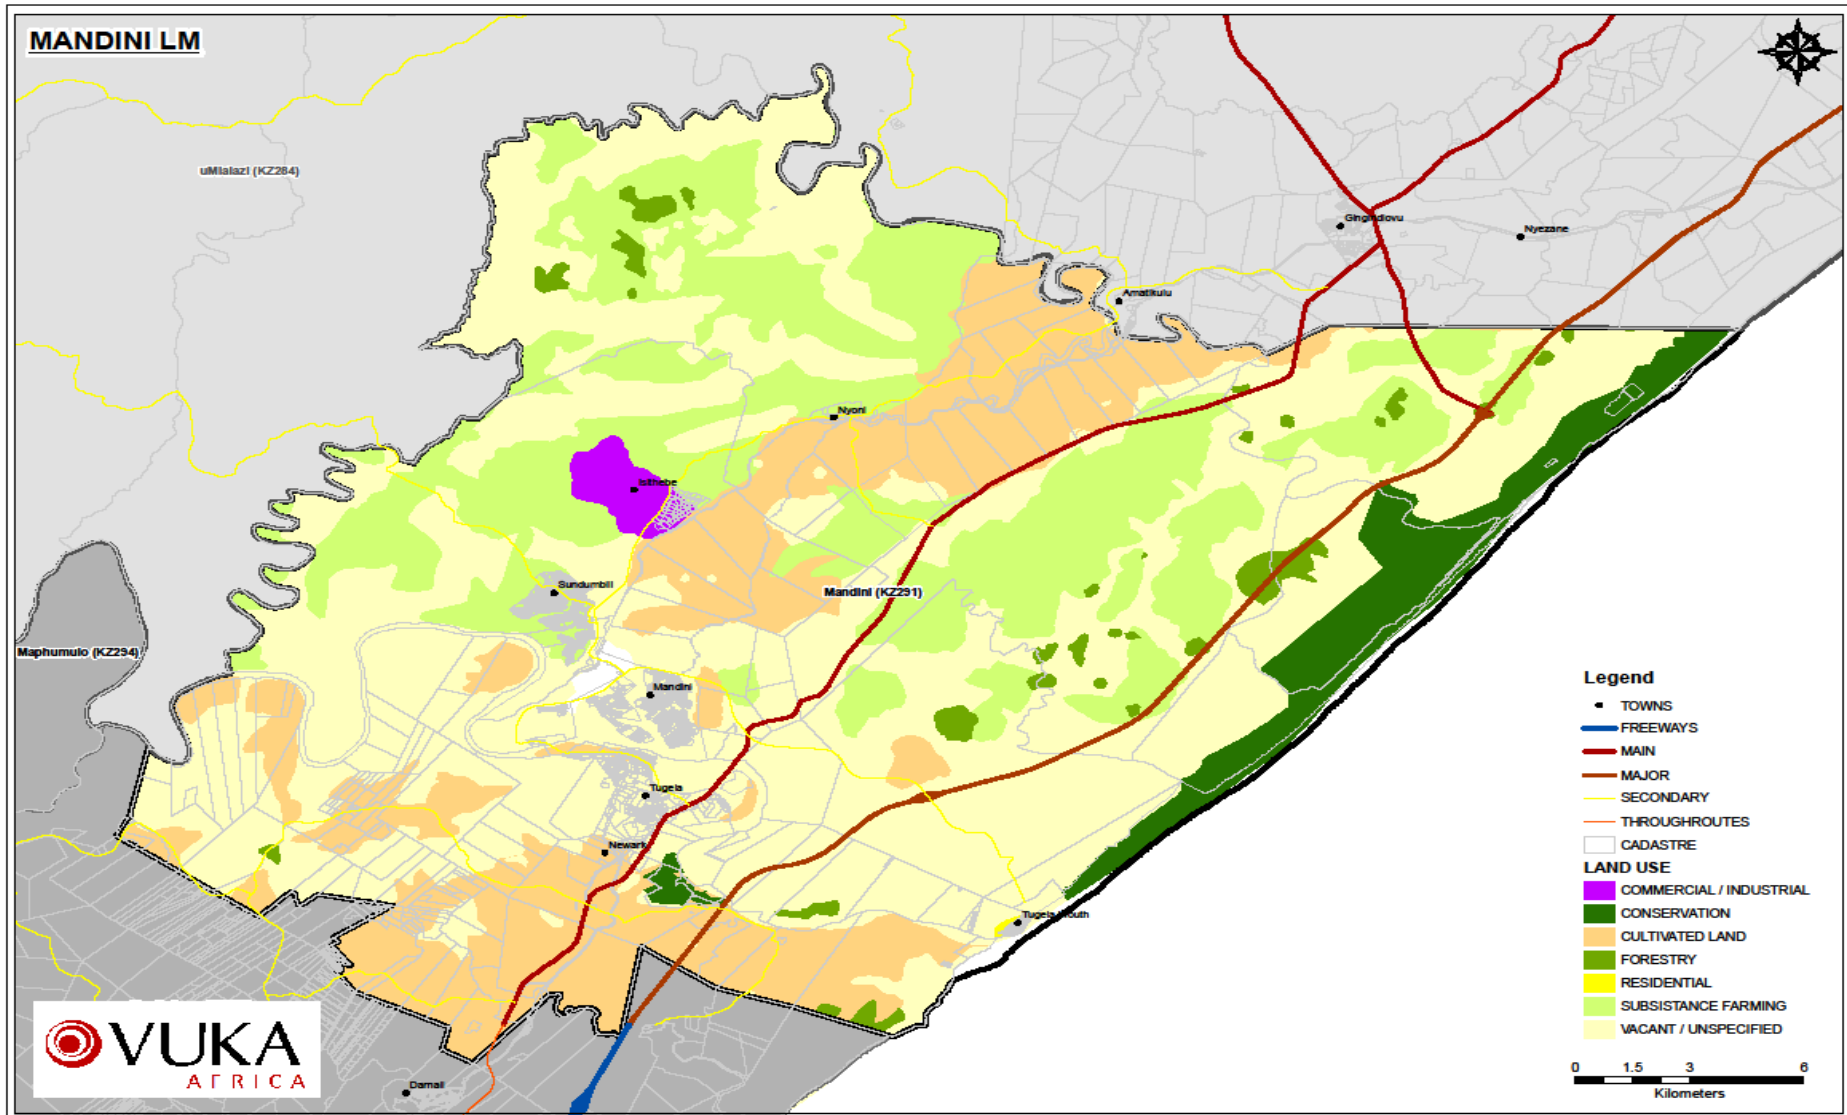 MANDINI LM
uMlalazi (KZ284)
Gingindlovu
Nyezane
Amatikulu
Nyoni
Isithebe
Sundumbili
Mandini (KZ291)
Maphumulo (KZ294)
Mandini
Tugela
Newark
Tugela Mouth
Darnall
Legend
TOWNS
FREEWAYS
MAIN
MAJOR
SECONDARY
THROUGHROUTES
CADASTRE
LAND USE
COMMERCIAL / INDUSTRIAL
CONSERVATION
CULTIVATED LAND
FORESTRY
RESIDENTIAL
SUBSISTANCE FARMING
VACANT / UNSPECIFIED
0 1.5 3 6
Kilometers
VUKA
AFRICA